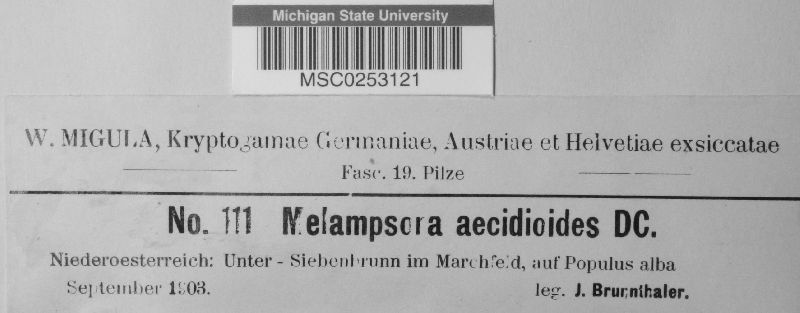 Michigan State University
MSC0253121
W. MIGULA, Kryptogamae Germaniae, Austriae et Helvetiae exsiccatae
Fasc. 19. Pilze
No. 111 Melampsora aecidioides DC.
Niederoesterreich: Unter - Siebenbrunn im Marchfeld, auf Populus alba
September 1903.
leg. J. Brunnthaler.